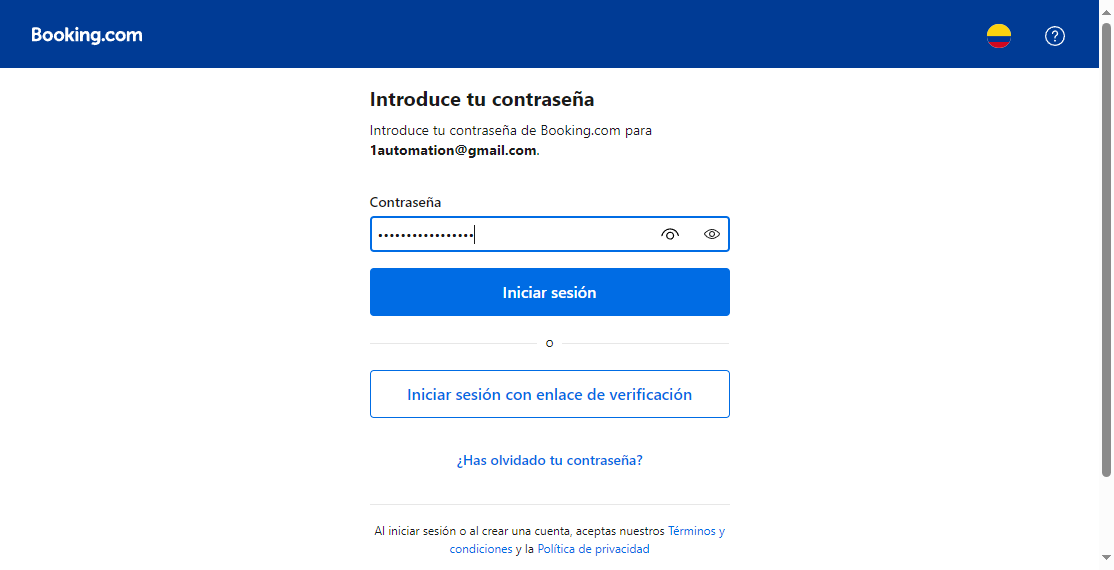 Booking.com
Introduce tu contraseña
Introduce tu contraseña de Booking.com para
1automation@gmail.com.
Contraseña
•••••••••••••••••
Iniciar sesión
o
Iniciar sesión con enlace de verificación
¿Has olvidado tu contraseña?
Al iniciar sesión o al crear una cuenta, aceptas nuestros Términos y
condiciones y la Política de privacidad